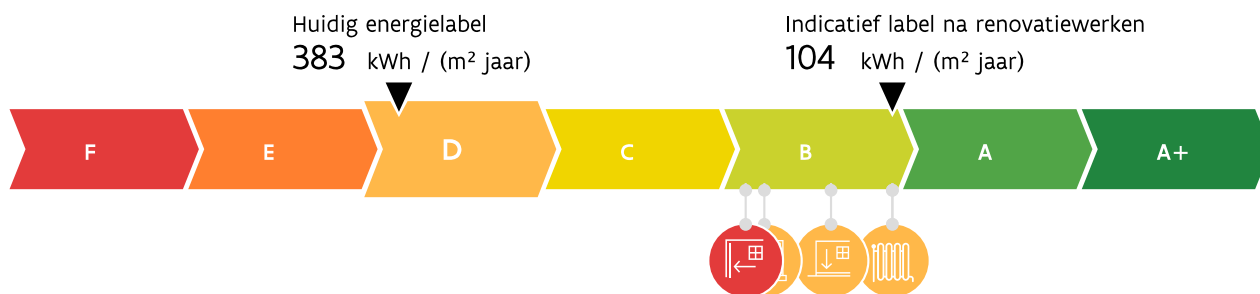 Huidig energielabel
383 kWh / (m² jaar)
Indicatief label na renovatiewerken
104 kWh / (m² jaar)
F E D C B A A+